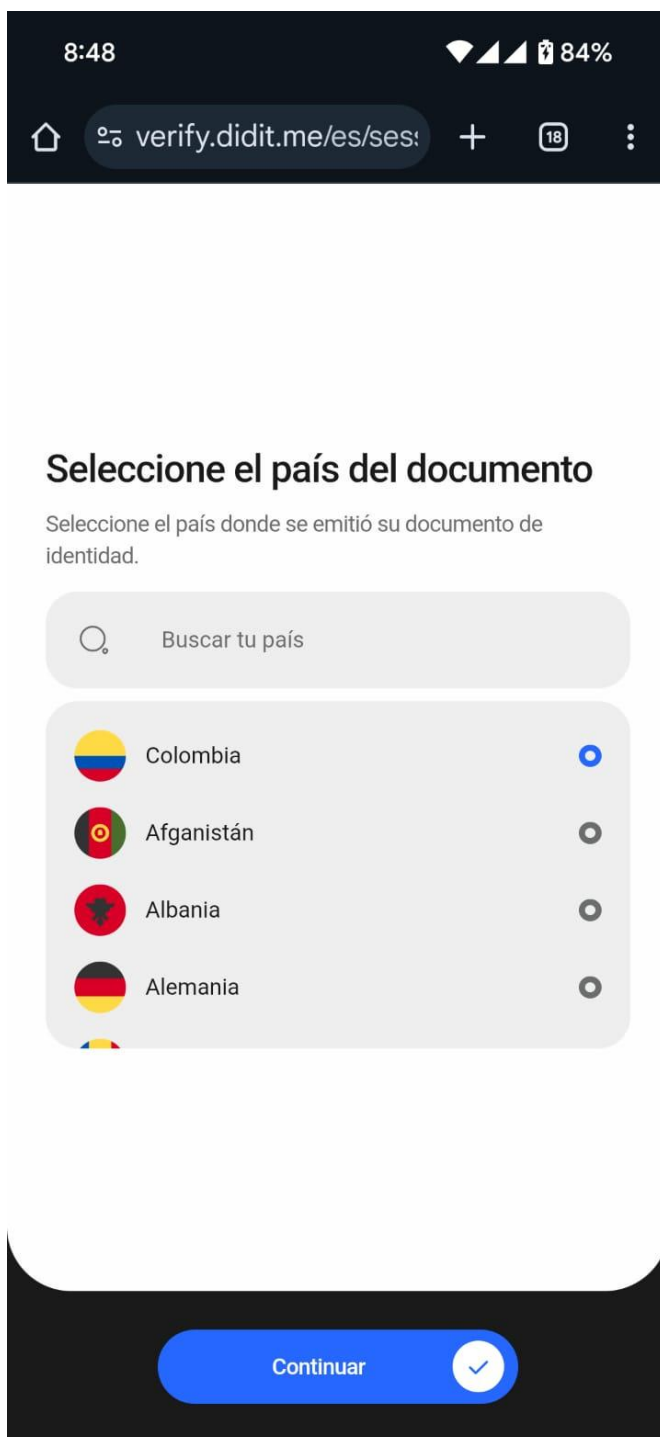 8:48
84%
verify.didit.me/es/ses
18
Seleccione el país del documento
Seleccione el país donde se emitió su documento de
identidad.
Buscar tu país
Colombia
Afganistán
Albania
Alemania
Continuar